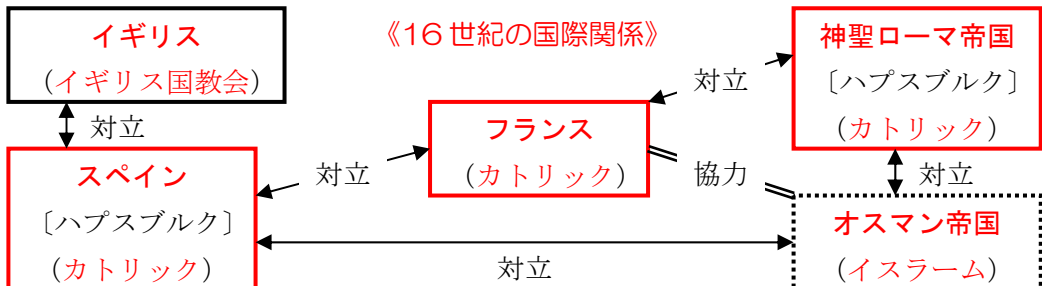 《16世紀の国際関係》
イギリス
(イギリス国教会)
対立
スペイン
〔ハプスブルク〕
(カトリック)
対立
フランス
(カトリック)
対立
神聖ローマ帝国
〔ハプスブルク〕
(カトリック)
協力
対立
オスマン帝国
(イスラーム)
対立